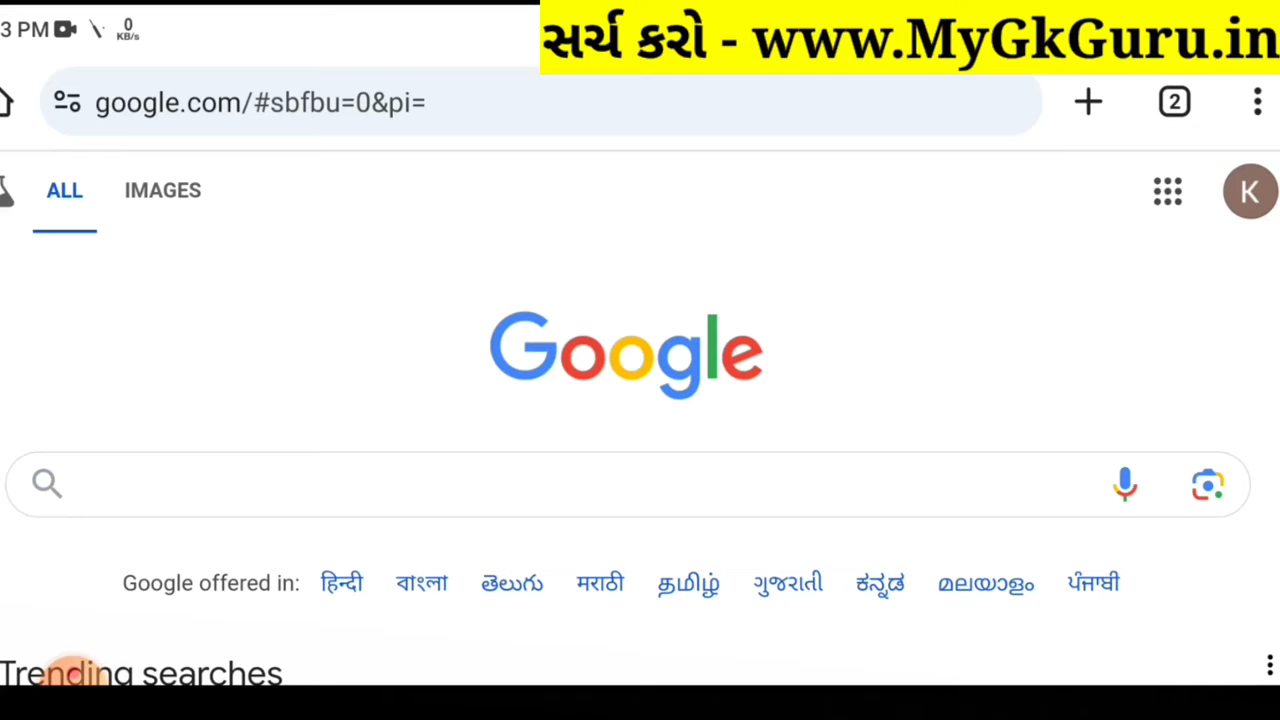 3 PM 0 KB/s
સર્ચ કરો - www.MyGkGuru.in
google.com/#sbfbu=0&pi=
2
ALL IMAGES
K
Google
Google offered in: हिन्दी বাংলা తెలుగు मराठी தமிழ் ગુજરાતી ಕನ್ನಡ മലയാളം ਪੰਜਾਬੀ
Trending searches